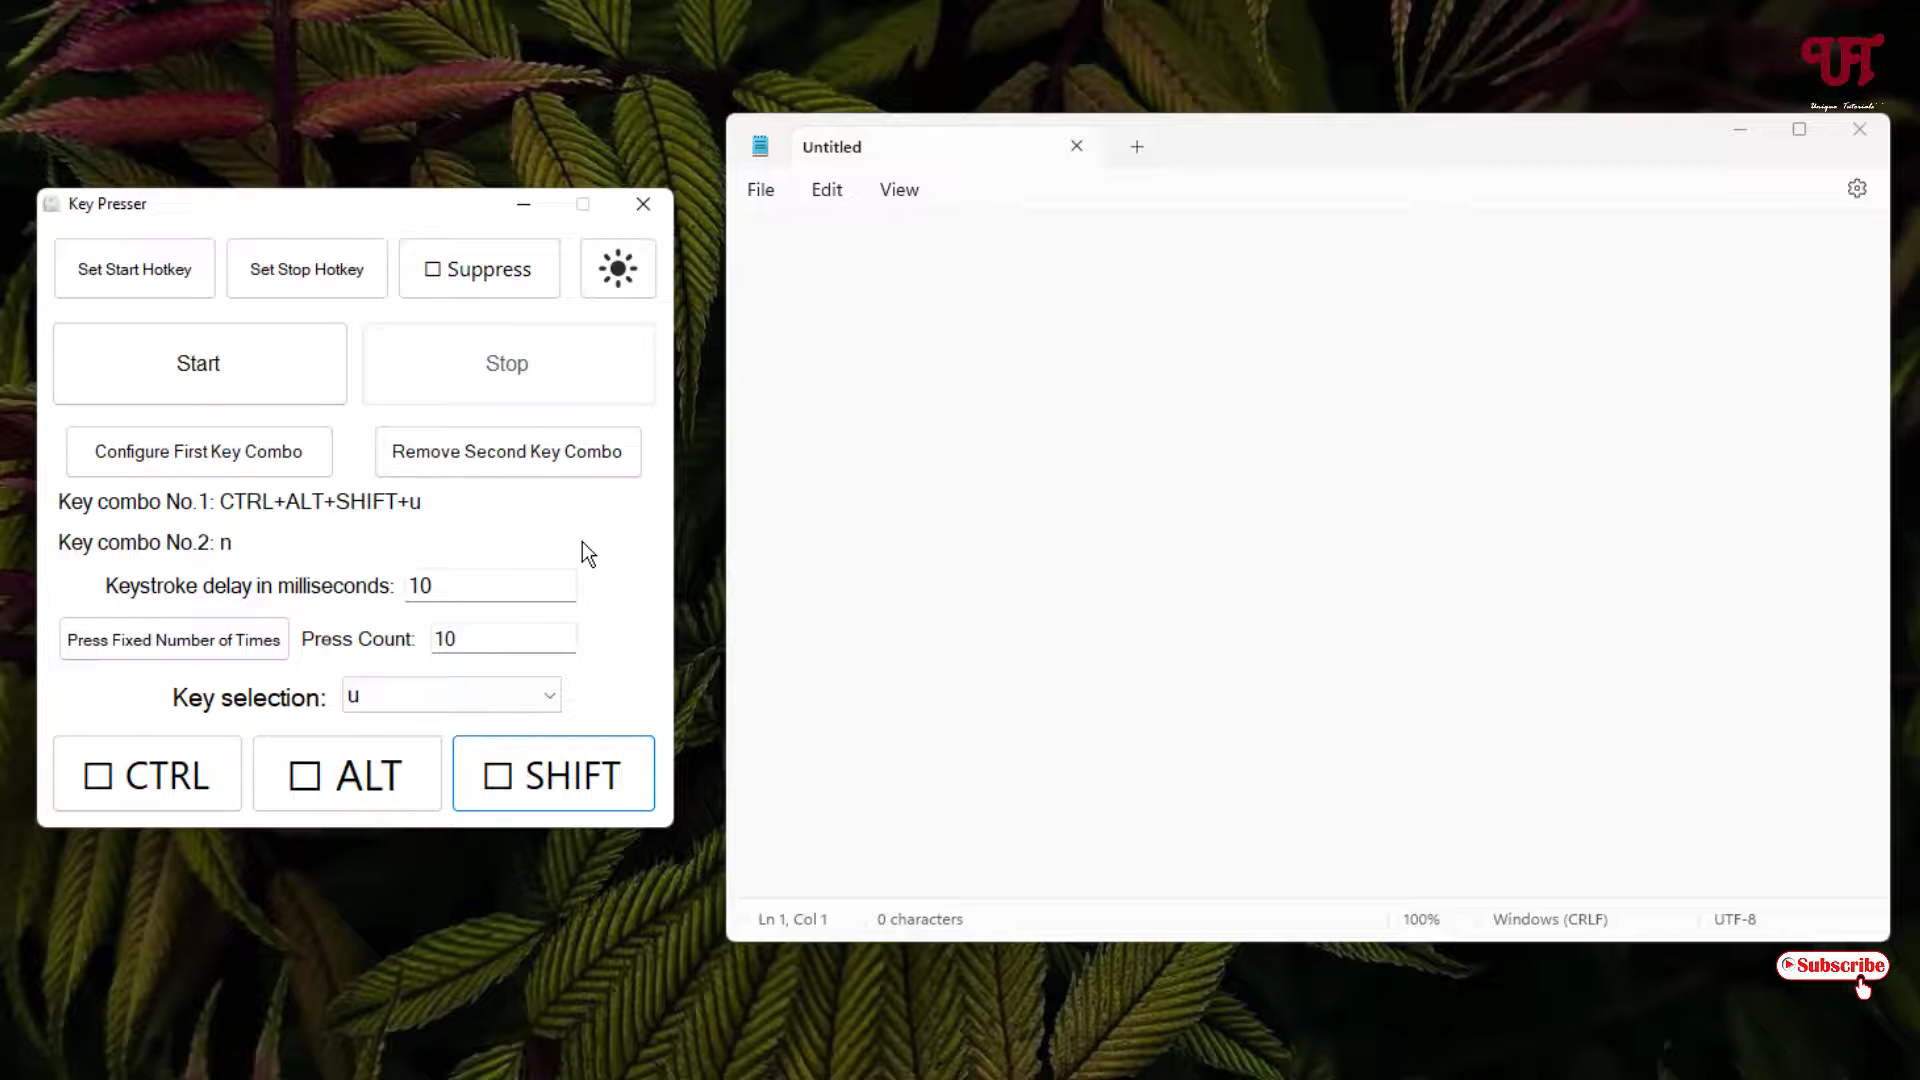 UT
Unique Tutorials
Untitled
File Edit View
Key Presser
Set Start Hotkey Set Stop Hotkey ☐ Suppress
Start Stop
Configure First Key Combo Remove Second Key Combo
Key combo No.1: CTRL+ALT+SHIFT+u
Key combo No.2: n
Keystroke delay in milliseconds: 10
Press Fixed Number of Times Press Count: 10
Key selection: u
☐ CTRL ☐ ALT ☐ SHIFT
Ln 1, Col 1 0 characters 100% Windows (CRLF) UTF-8
Subscribe